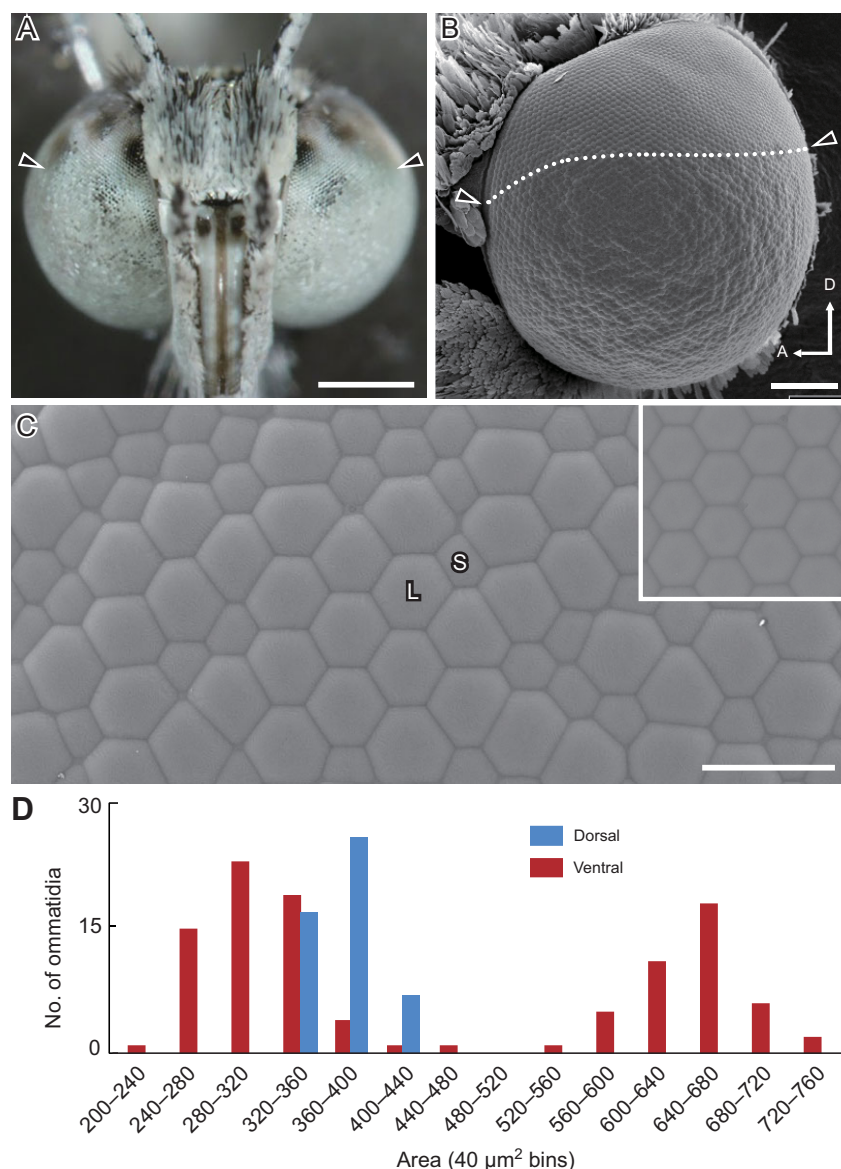 A
B
D
A
C
L
S
D
30
15
0
No. of ommatidia
Dorsal
Ventral
200–240
240–280
280–320
320–360
360–400
400–440
440–480
480–520
520–560
560–600
600–640
640–680
680–720
720–760
Area (40 µm² bins)